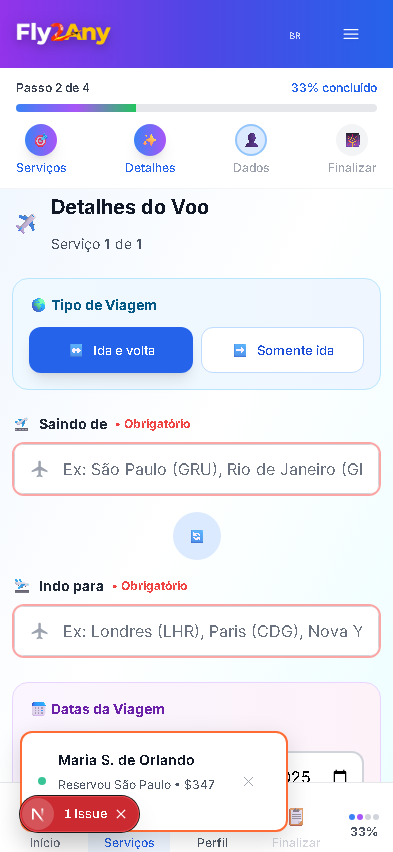 Fly2Any
BR
Passo 2 de 4
33% concluído
Serviços
Detalhes
Dados
Finalizar
Detalhes do Voo
Serviço 1 de 1
Tipo de Viagem
Ida e volta
Somente ida
Saindo de • Obrigatório
Ex: São Paulo (GRU), Rio de Janeiro (GI
Indo para • Obrigatório
Ex: Londres (LHR), Paris (CDG), Nova Y
Datas da Viagem
Maria S. de Orlando
Reservou São Paulo • $347
025
N 1 Issue
Início
Serviços
Perfil
Finalizar
33%